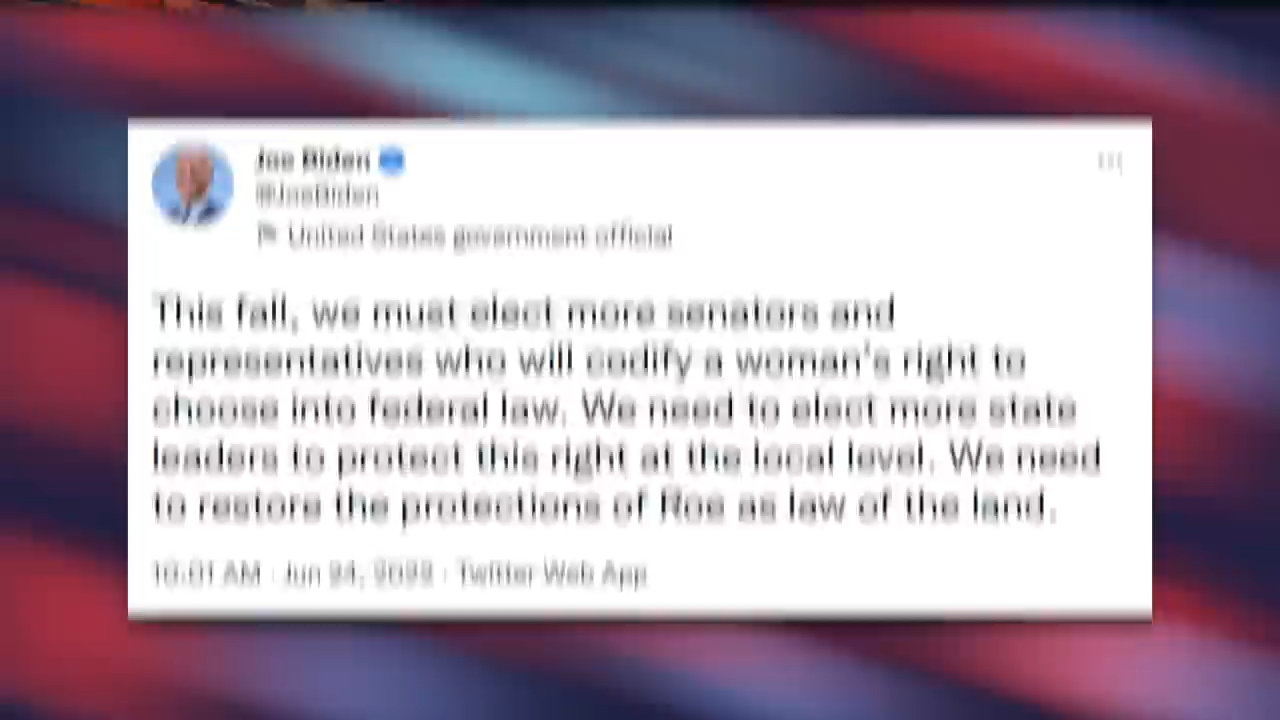 Joe Biden
@JoeBiden
United States government official
This fall, we must elect more senators and
representatives who will codify a woman's right to
choose into federal law. We need to elect more state
leaders to protect this right at the local level. We need
to restore the protections of Roe as law of the land.
10:01 AM · Jun 24, 2022 · Twitter Web App